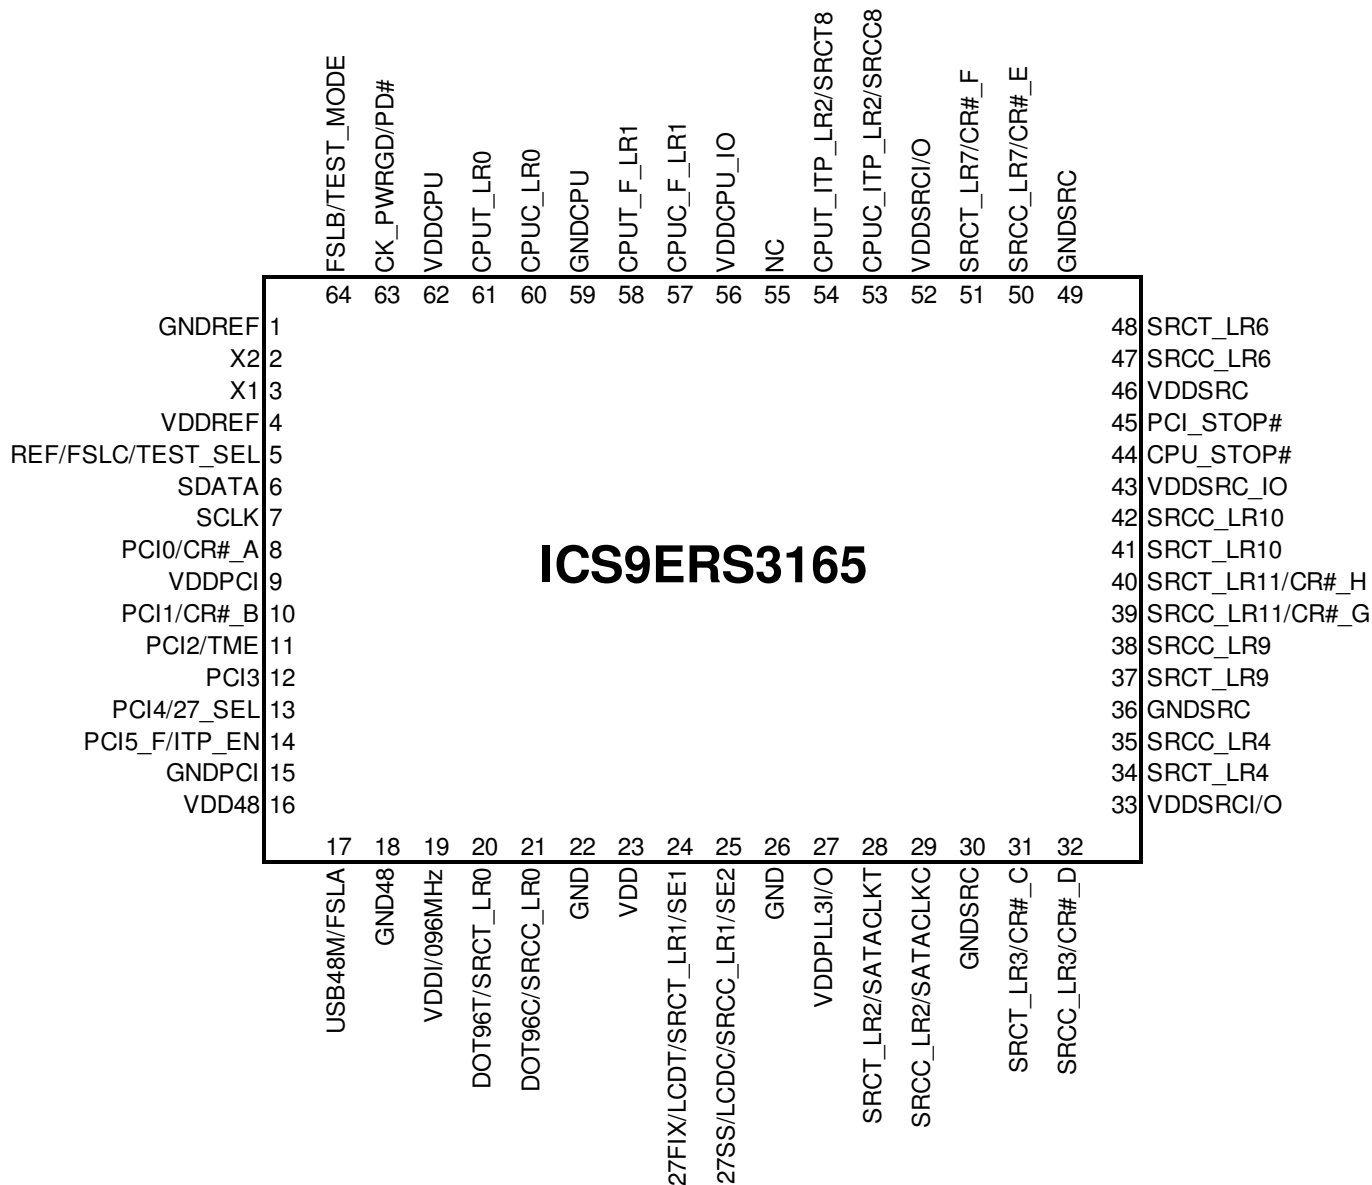 FSLB/TEST_MODE
CK_PWRGD/PD#
VDDCPU
CPUT_LR0
CPUC_LR0
GNDCPU
CPUT_F_LR1
CPUC_F_LR1
VDDCPU_IO
NC
CPUT_ITP_LR2/SRCT8
CPUC_ITP_LR2/SRCC8
VDDSRCI/O
SRCT_LR7/CR#_F
SRCC_LR7/CR#_E
GNDSRC
64 63 62 61 60 59 58 57 56 55 54 53 52 51 50 49
GNDREF 1
X2 2
X1 3
VDDREF 4
REF/FSLC/TEST_SEL 5
SDATA 6
SCLK 7
PCI0/CR#_A 8
VDDPCI 9
PCI1/CR#_B 10
PCI2/TME 11
PCI3 12
PCI4/27_SEL 13
PCI5_F/ITP_EN 14
GNDPCI 15
VDD48 16
ICS9ERS3165
48 SRCT_LR6
47 SRCC_LR6
46 VDDSRC
45 PCI_STOP#
44 CPU_STOP#
43 VDDSRC_IO
42 SRCC_LR10
41 SRCT_LR10
40 SRCT_LR11/CR#_H
39 SRCC_LR11/CR#_G
38 SRCC_LR9
37 SRCT_LR9
36 GNDSRC
35 SRCC_LR4
34 SRCT_LR4
33 VDDSRCI/O
17 18 19 20 21 22 23 24 25 26 27 28 29 30 31 32
USB48M/FSLA
GND48
VDDI/096MHz
DOT96T/SRCT_LR0
DOT96C/SRCC_LR0
GND
VDD
27FIX/LCDT/SRCT_LR1/SE1
27SS/LCDC/SRCC_LR1/SE2
GND
VDDPLL3I/O
SRCT_LR2/SATACLKT
SRCC_LR2/SATACLKC
GNDSRC
SRCT_LR3/CR#_C
SRCC_LR3/CR#_D